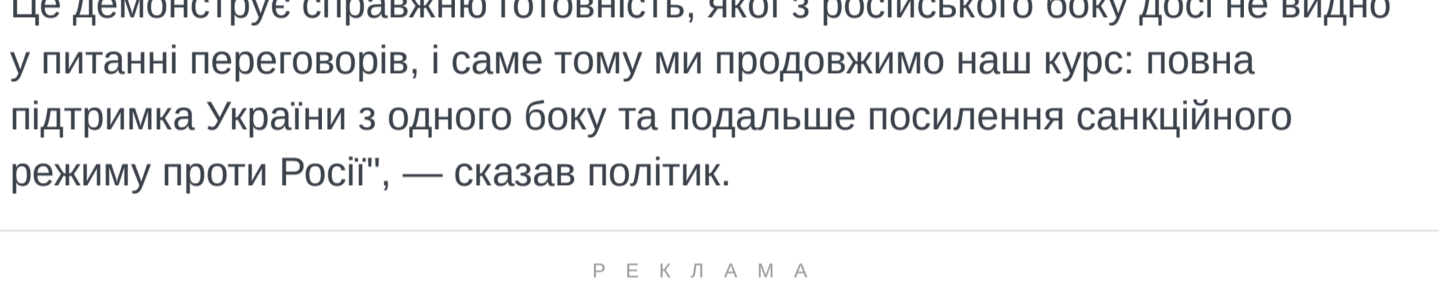 Це демонструє справжню готовність, якої з російського боку досі не видно
у питанні переговорів, і саме тому ми продовжимо наш курс: повна
підтримка України з одного боку та подальше посилення санкційного
режиму проти Росії", — сказав політик.
РЕКЛАМА